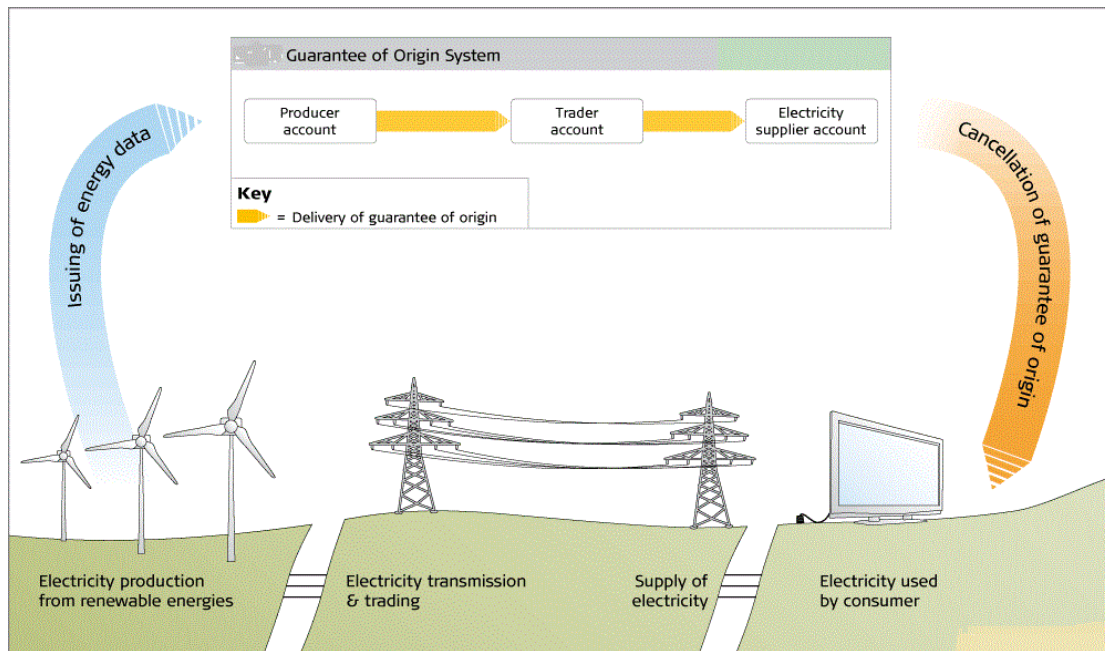 Guarantee of Origin System
Producer
account
Trader
account
Electricity
supplier account
Key
= Delivery of guarantee of origin
Issuing of energy data
Cancellation of guarantee of origin
Electricity production
from renewable energies
Electricity transmission
& trading
Supply of
electricity
Electricity used
by consumer